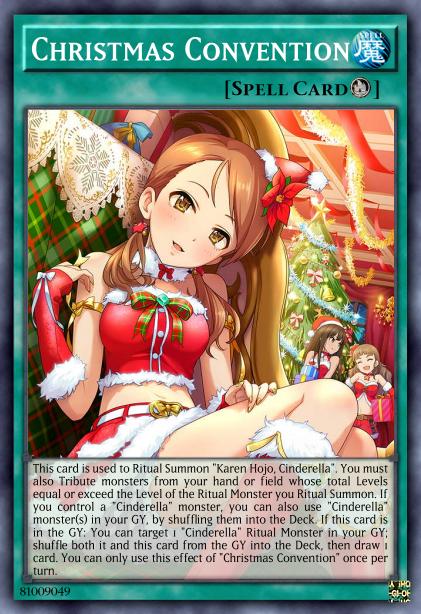 CHRISTMAS CONVENTION
SPELL
魔
[SPELL CARD]
This card is used to Ritual Summon "Karen Hojo, Cinderella". You must
also Tribute monsters from your hand or field whose total Levels
equal or exceed the Level of the Ritual Monster you Ritual Summon. If
you control a "Cinderella" monster, you can also use "Cinderella"
monster(s) in your GY, by shuffling them into the Deck. If this card is
in the GY: You can target 1 "Cinderella" Ritual Monster in your GY;
shuffle both it and this card from the GY into the Deck, then draw 1
card. You can only use this effect of "Christmas Convention" once per
turn.
81009049